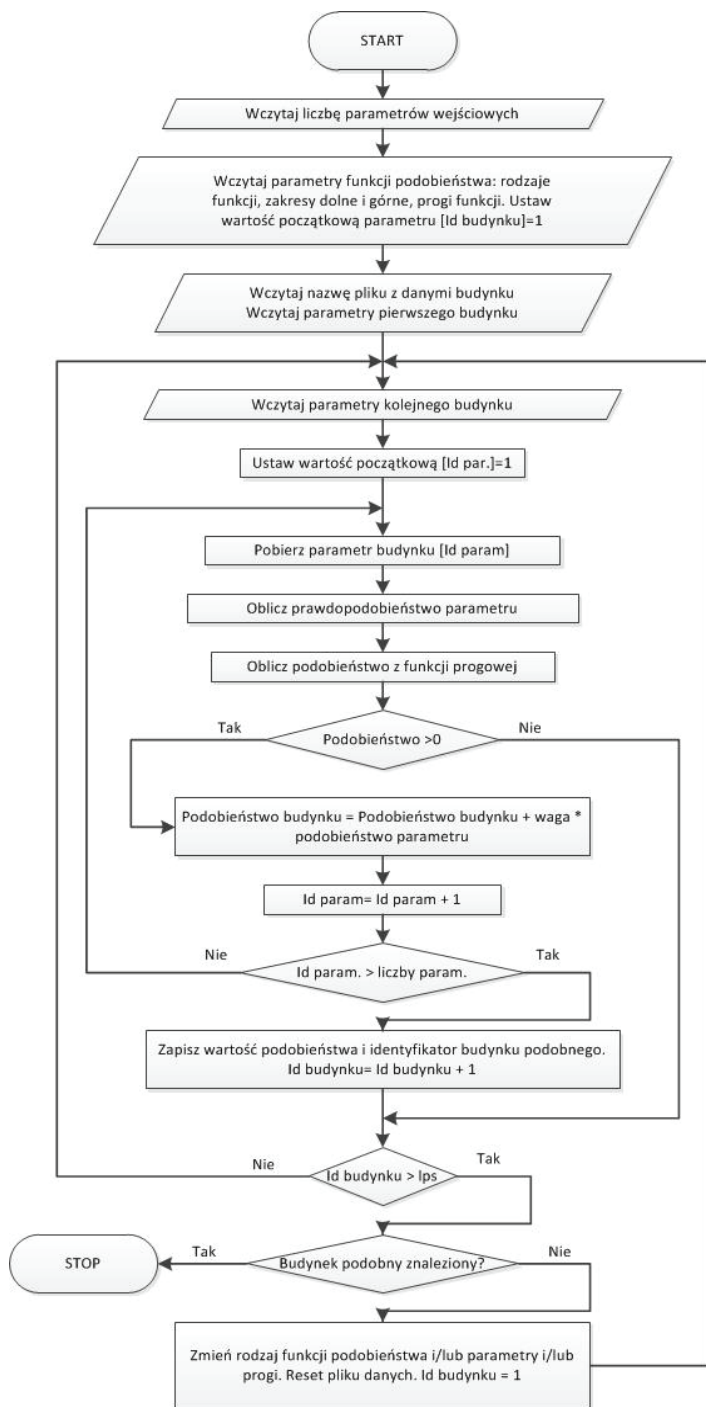 START
Wczytaj liczbę parametrów wejściowych
Wczytaj parametry funkcji podobieństwa: rodzaje
funkcji, zakresy dolne i górne, progi funkcji. Ustaw
wartość początkową parametru [Id budynku]=1
Wczytaj nazwę pliku z danymi budynku
Wczytaj parametry pierwszego budynku
Wczytaj parametry kolejnego budynku
Ustaw wartość początkową [Id par.]=1
Pobierz parametr budynku [Id param]
Oblicz prawdopodobieństwo parametru
Oblicz podobieństwo z funkcji progowej
Tak
Podobieństwo >0
Nie
Podobieństwo budynku = Podobieństwo budynku + waga *
podobieństwo parametru
Id param= Id param + 1
Nie
Id param. > liczby param.
Tak
Zapisz wartość podobieństwa i identyfikator budynku podobnego.
Id budynku= Id budynku + 1
Nie
Id budynku > lps
Tak
STOP
Tak
Budynek podobny znaleziony?
Nie
Zmień rodzaj funkcji podobieństwa i/lub parametry i/lub
progi. Reset pliku danych. Id budynku = 1